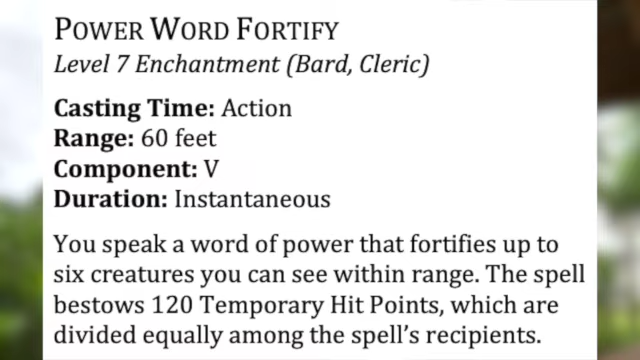 POWER WORD FORTIFY
Level 7 Enchantment (Bard, Cleric)
Casting Time: Action
Range: 60 feet
Component: V
Duration: Instantaneous
You speak a word of power that fortifies up to
six creatures you can see within range. The spell
bestows 120 Temporary Hit Points, which are
divided equally among the spell's recipients.